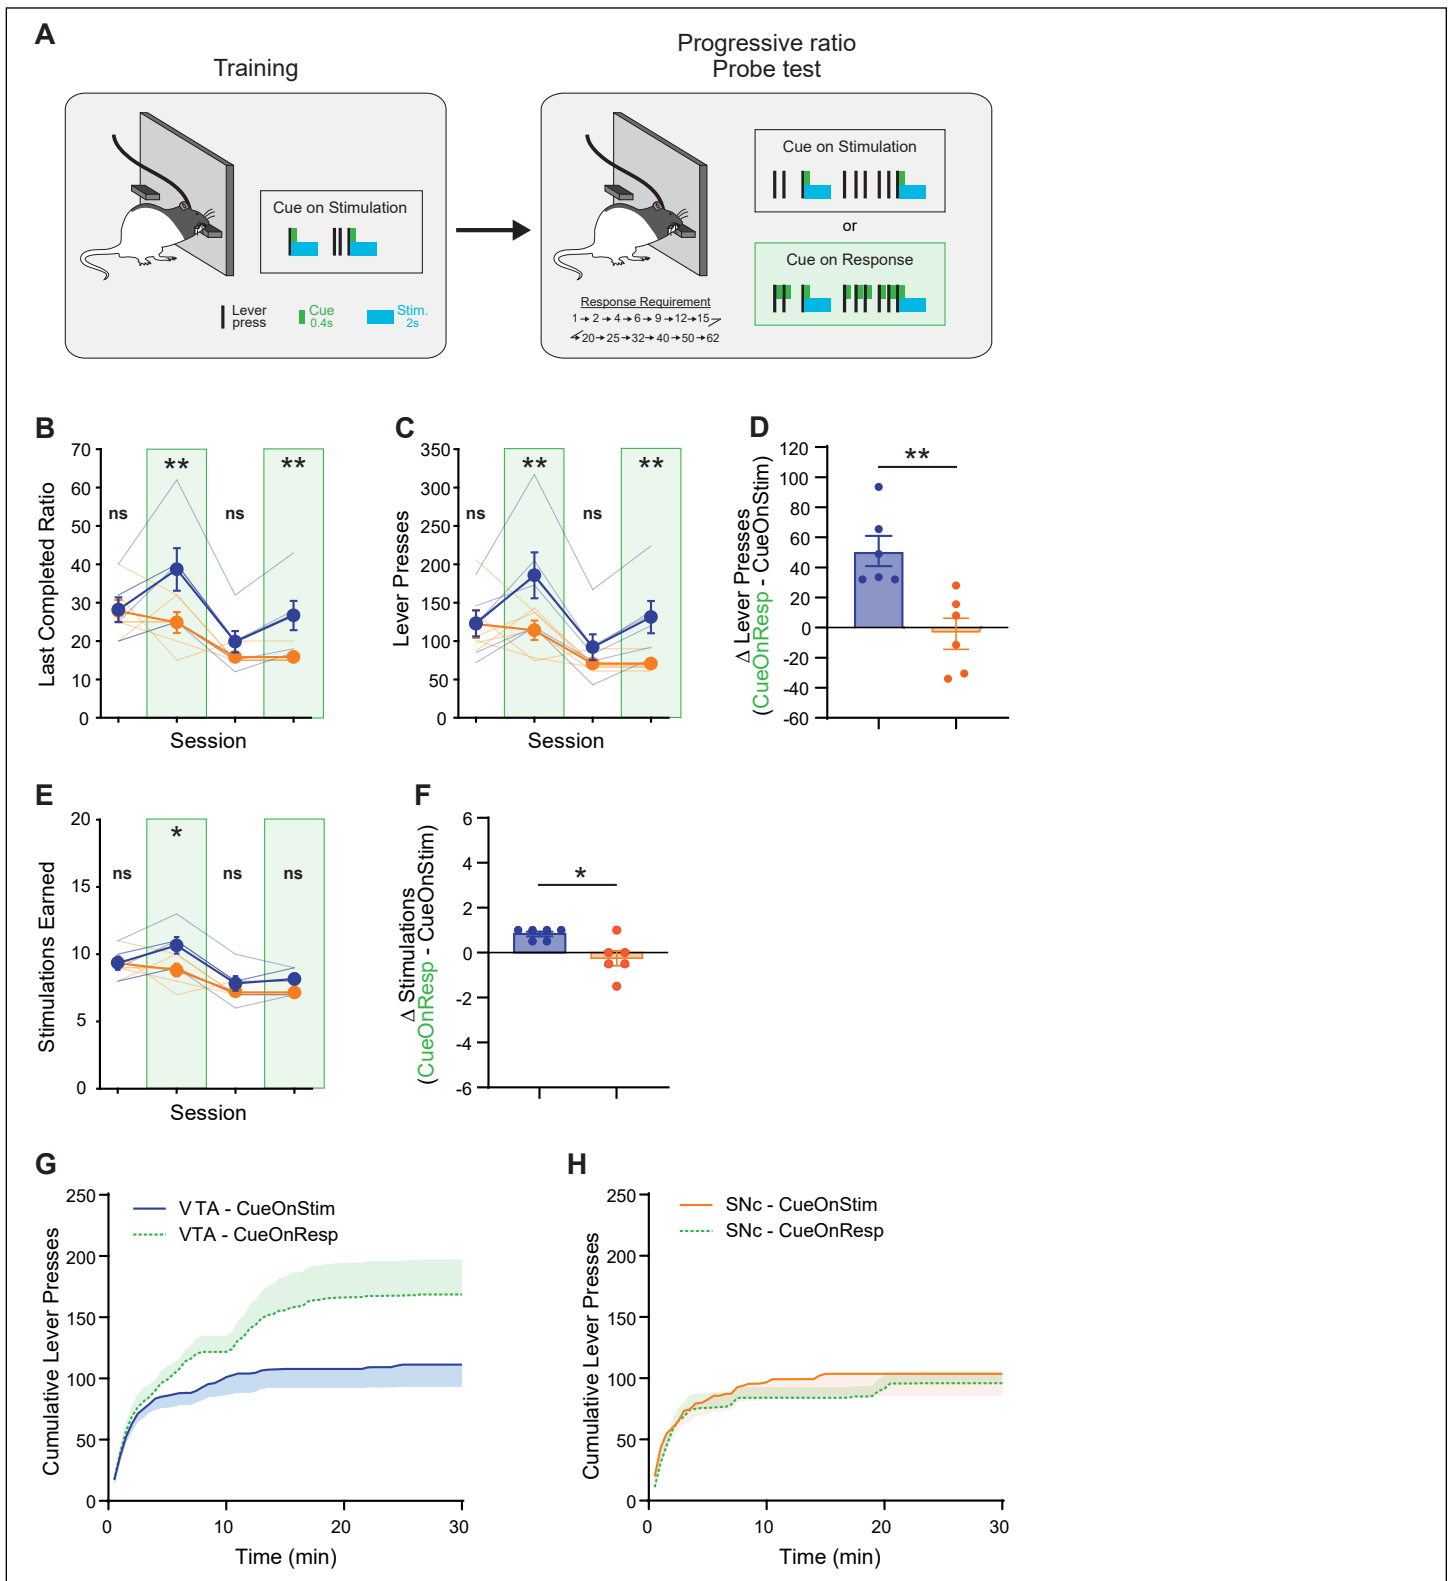 A
Training
Progressive ratio
Probe test
Cue on Stimulation
Lever
press
Cue
0.4s
Stim.
2s
Cue on Stimulation
or
Cue on Response
Response Requirement
1→2→4→6→9→12→15
→20→25→32→40→50→62
B
70
60
50
40
30
20
10
0
Last Completed Ratio
ns
**
ns
**
Session
C
350
300
250
200
150
100
50
0
Lever Presses
ns
**
ns
**
Session
D
120
100
80
60
40
20
0
-20
-40
-60
Δ Lever Presses
(CueOnResp - CueOnStim)
**
E
20
15
10
5
0
Stimulations Earned
ns
*
ns
ns
Session
F
6
4
2
0
-2
-4
-6
Δ Stimulations
(CueOnResp - CueOnStim)
*
G
250
200
150
100
50
0
Cumulative Lever Presses
VTA - CueOnStim
VTA - CueOnResp
0
10
20
30
Time (min)
H
250
200
150
100
50
0
Cumulative Lever Presses
SNc - CueOnStim
SNc - CueOnResp
0
10
20
30
Time (min)